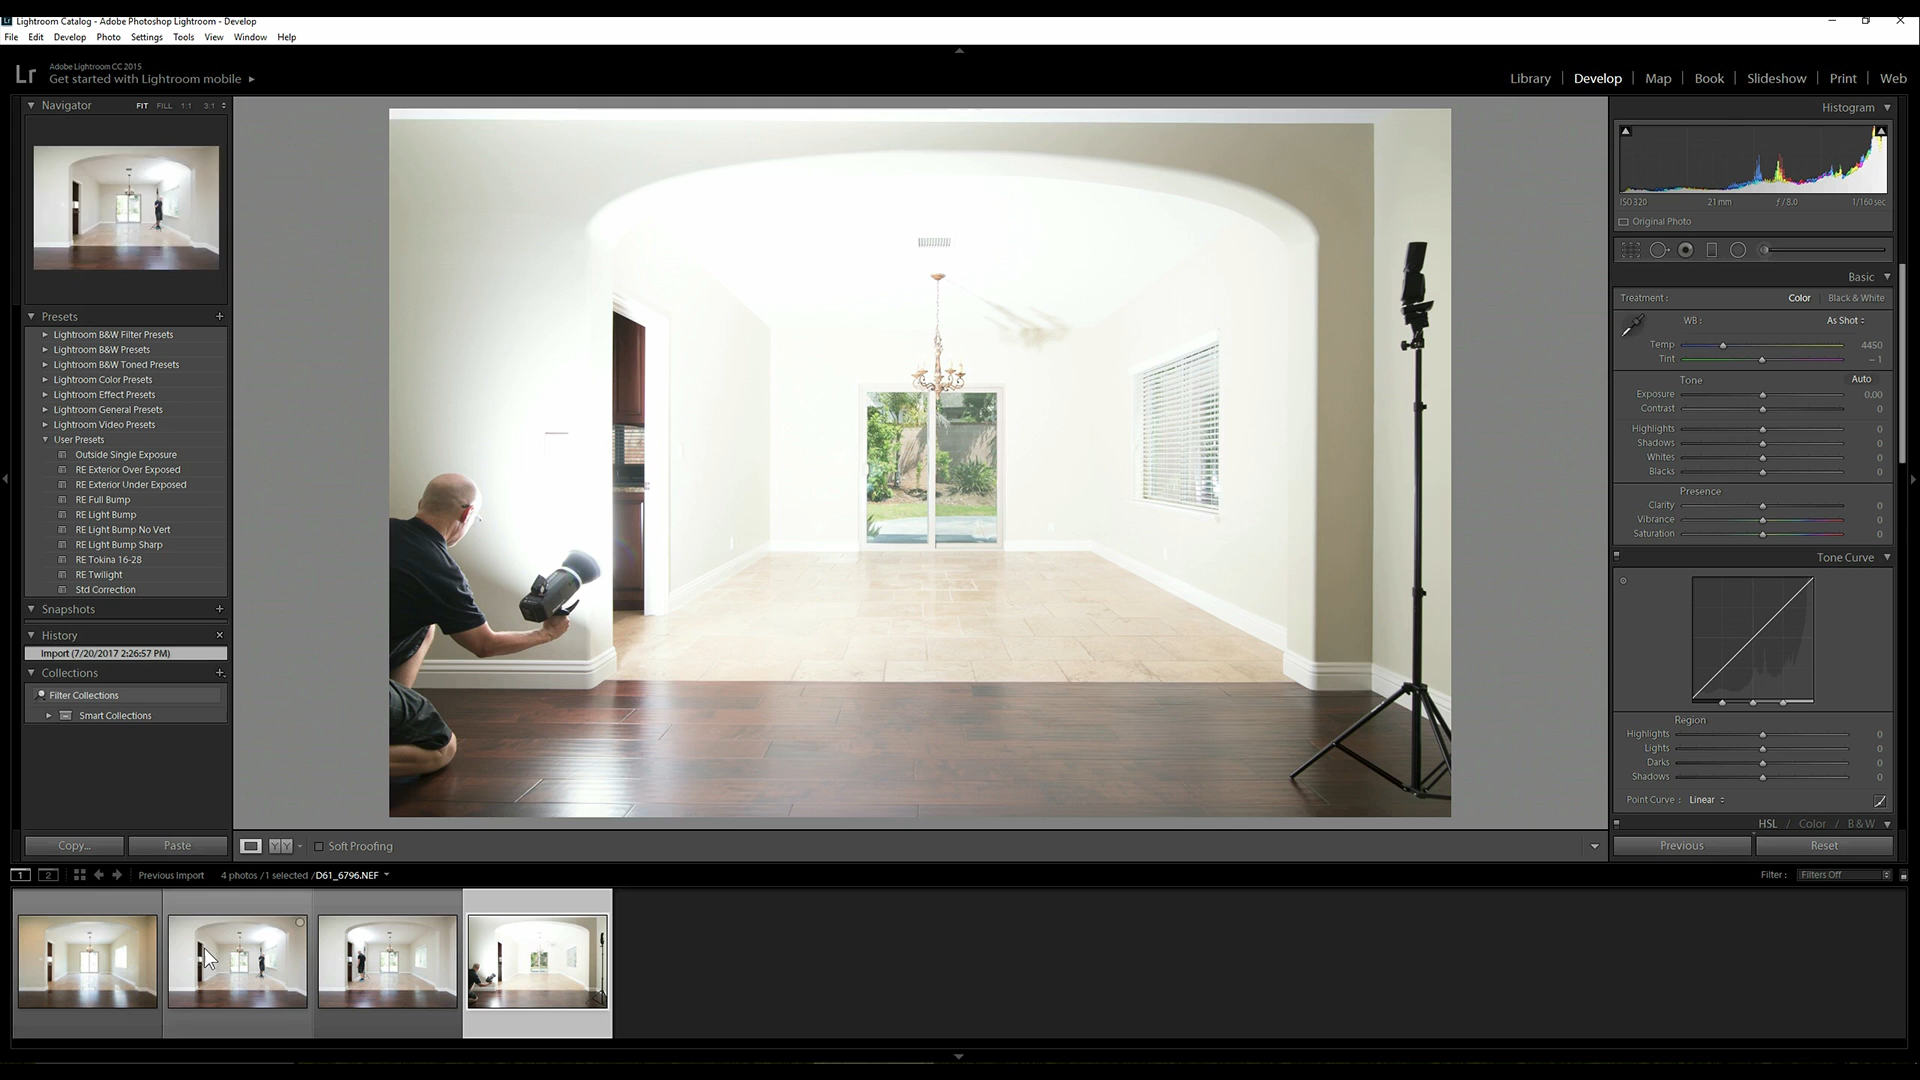 Lightroom Catalog - Adobe Photoshop Lightroom - Develop
File Edit Develop Photo Settings Tools View Window Help
Lr
Adobe Lightroom CC 2015
Get started with Lightroom mobile
Library | Develop | Map | Book | Slideshow | Print | Web
Navigator FIT FILL 1:1 3:1
Presets +
Lightroom B&W Filter Presets
Lightroom B&W Presets
Lightroom B&W Toned Presets
Lightroom Color Presets
Lightroom Effect Presets
Lightroom General Presets
Lightroom Video Presets
User Presets
Outside Single Exposure
RE Exterior Over Exposed
RE Exterior Under Exposed
RE Full Bump
RE Light Bump
RE Light Bump No Vert
RE Light Bump Sharp
RE Tokina 16-28
RE Twilight
Std Correction
Snapshots +
History ×
Import (7/20/2017 2:26:57 PM)
Collections +
Filter Collections
Smart Collections
Copy... Paste
Histogram
ISO 320 21 mm ƒ / 8.0 1/160 sec
Original Photo
Basic
Treatment : Color | Black & White
WB : As Shot
Temp 4450
Tint - 1
Tone Auto
Exposure 0.00
Contrast 0
Highlights 0
Shadows 0
Whites 0
Blacks 0
Presence
Clarity 0
Vibrance 0
Saturation 0
Tone Curve
Region
Highlights 0
Lights 0
Darks 0
Shadows 0
Point Curve : Linear
HSL / Color / B & W
Previous Reset
YY Soft Proofing
1 2 Previous Import 4 photos / 1 selected / D61_6796.NEF
Filter : Filters Off